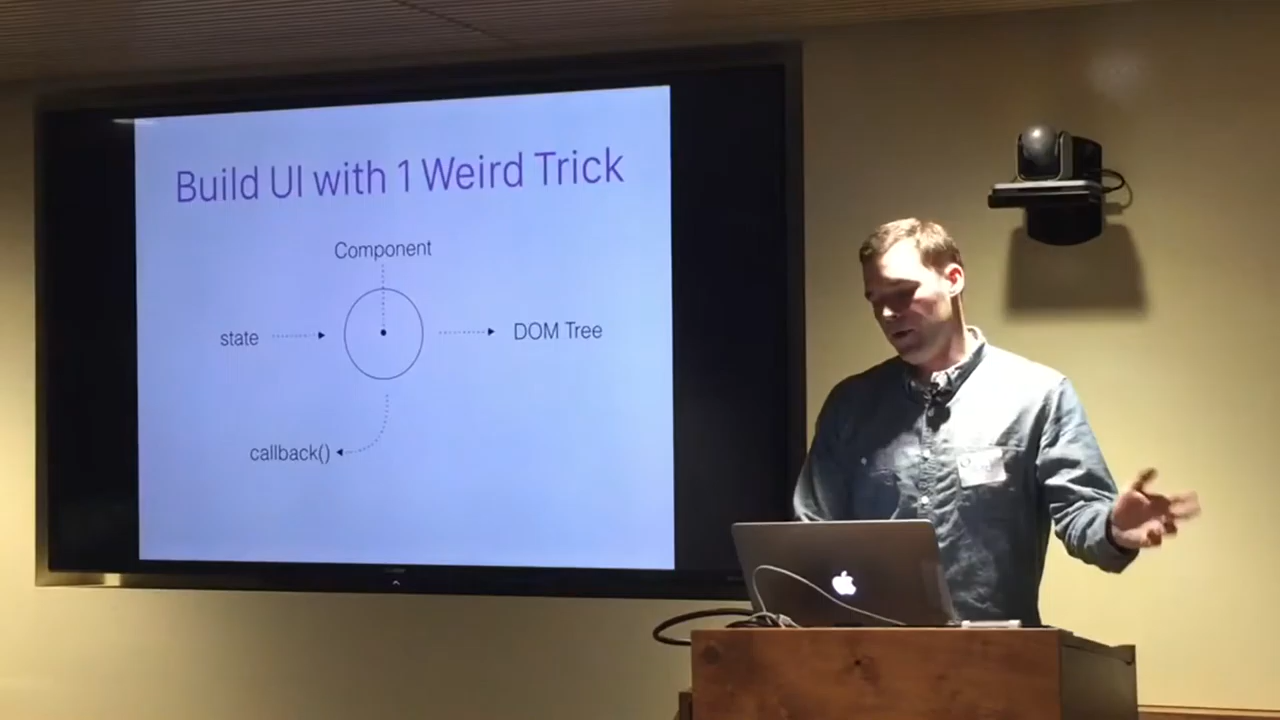 Build UI with 1 Weird Trick
Component
state
DOM Tree
callback()